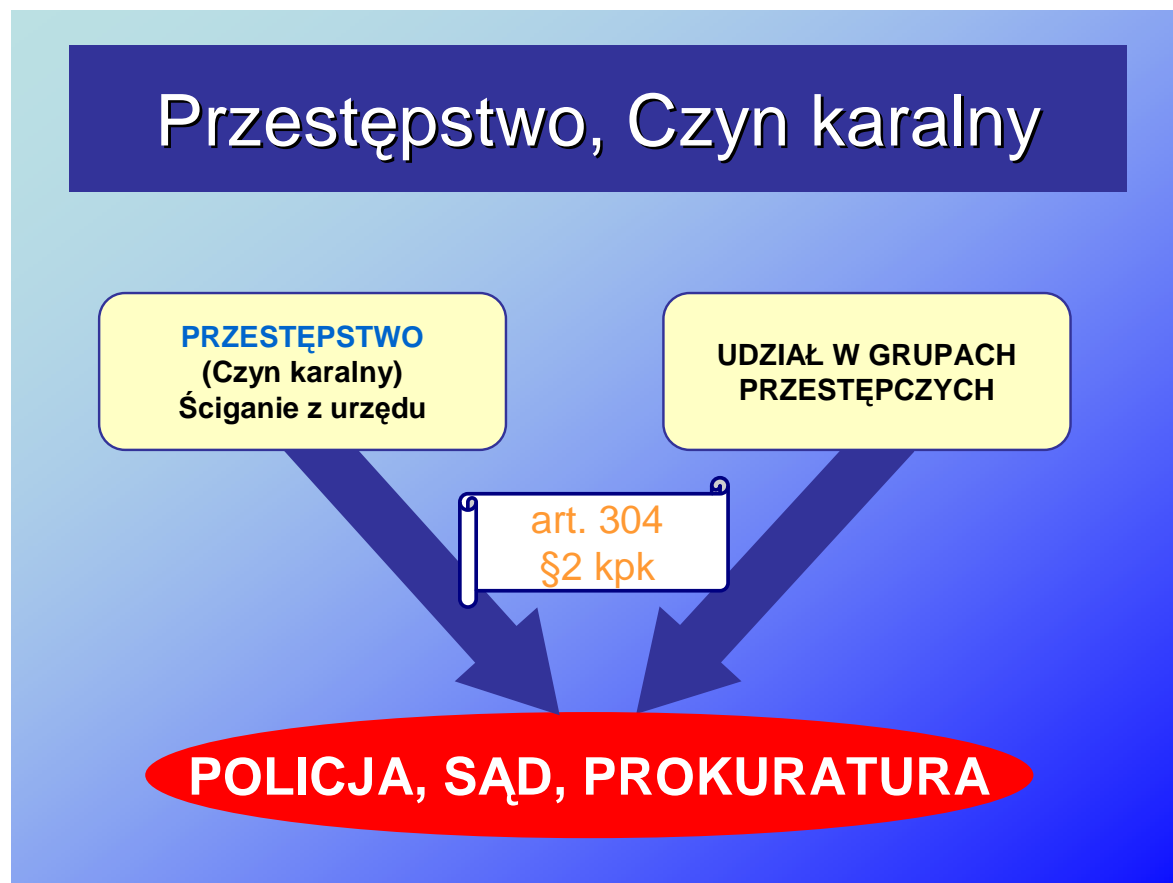 Przestępstwo, Czyn karalny
PRZESTĘPSTWO
(Czyn karalny)
Ściganie z urzędu
UDZIAŁ W GRUPACH
PRZESTĘPCZYCH
art. 304
§2 kpk
POLICJA, SĄD, PROKURATURA